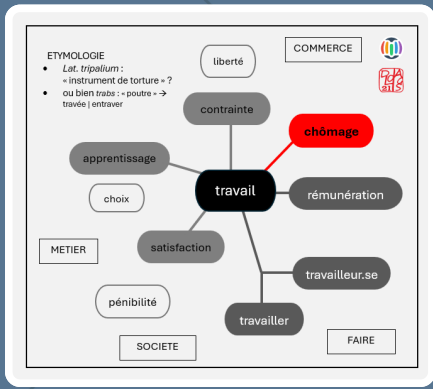 COMMERCE
ETYMOLOGIE
• Lat. tripalium :
« instrument de torture » ?
• ou bien trabs : « poutre » →
travée | entraver
liberté
contrainte
chômage
apprentissage
travail
rémunération
choix
satisfaction
METIER
travailleur.se
pénibilité
travailler
SOCIETE
FAIRE